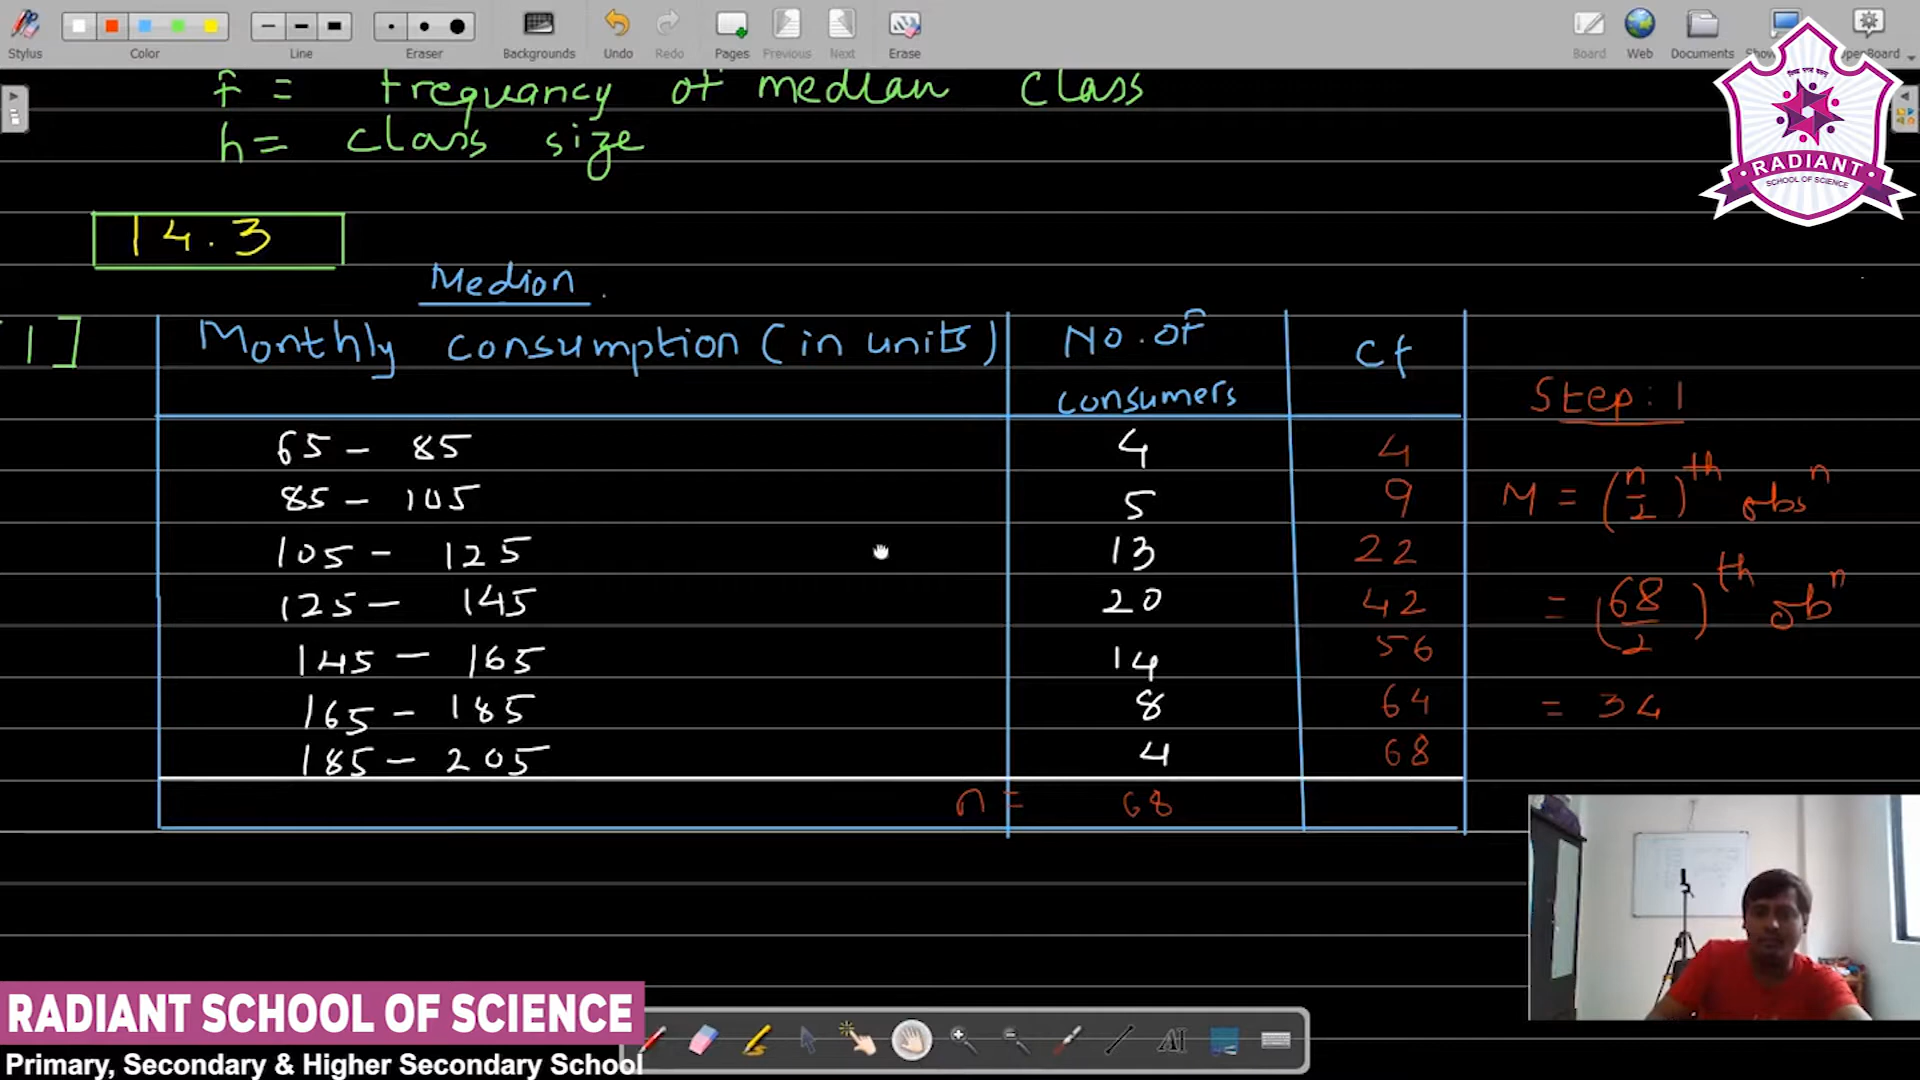 Stylus Color Line Eraser Backgrounds Undo Redo Pages Previous Next Erase Board Web Documents
f = frequancy of median class
h = class size
RADIANT
SCHOOL OF SCIENCE
14.3
Median.
1] Monthly consumption (in units) No. of consumers Cf
Step: 1
65 - 85 4 4
85 - 105 5 9
M = (n/2)th obsn
105 - 125 13 22
125 - 145 20 42
= (68/2)th obn
145 - 165 14 56
165 - 185 8 64
= 34
185 - 205 4 68
n = 68
RADIANT SCHOOL OF SCIENCE
Primary, Secondary & Higher Secondary School